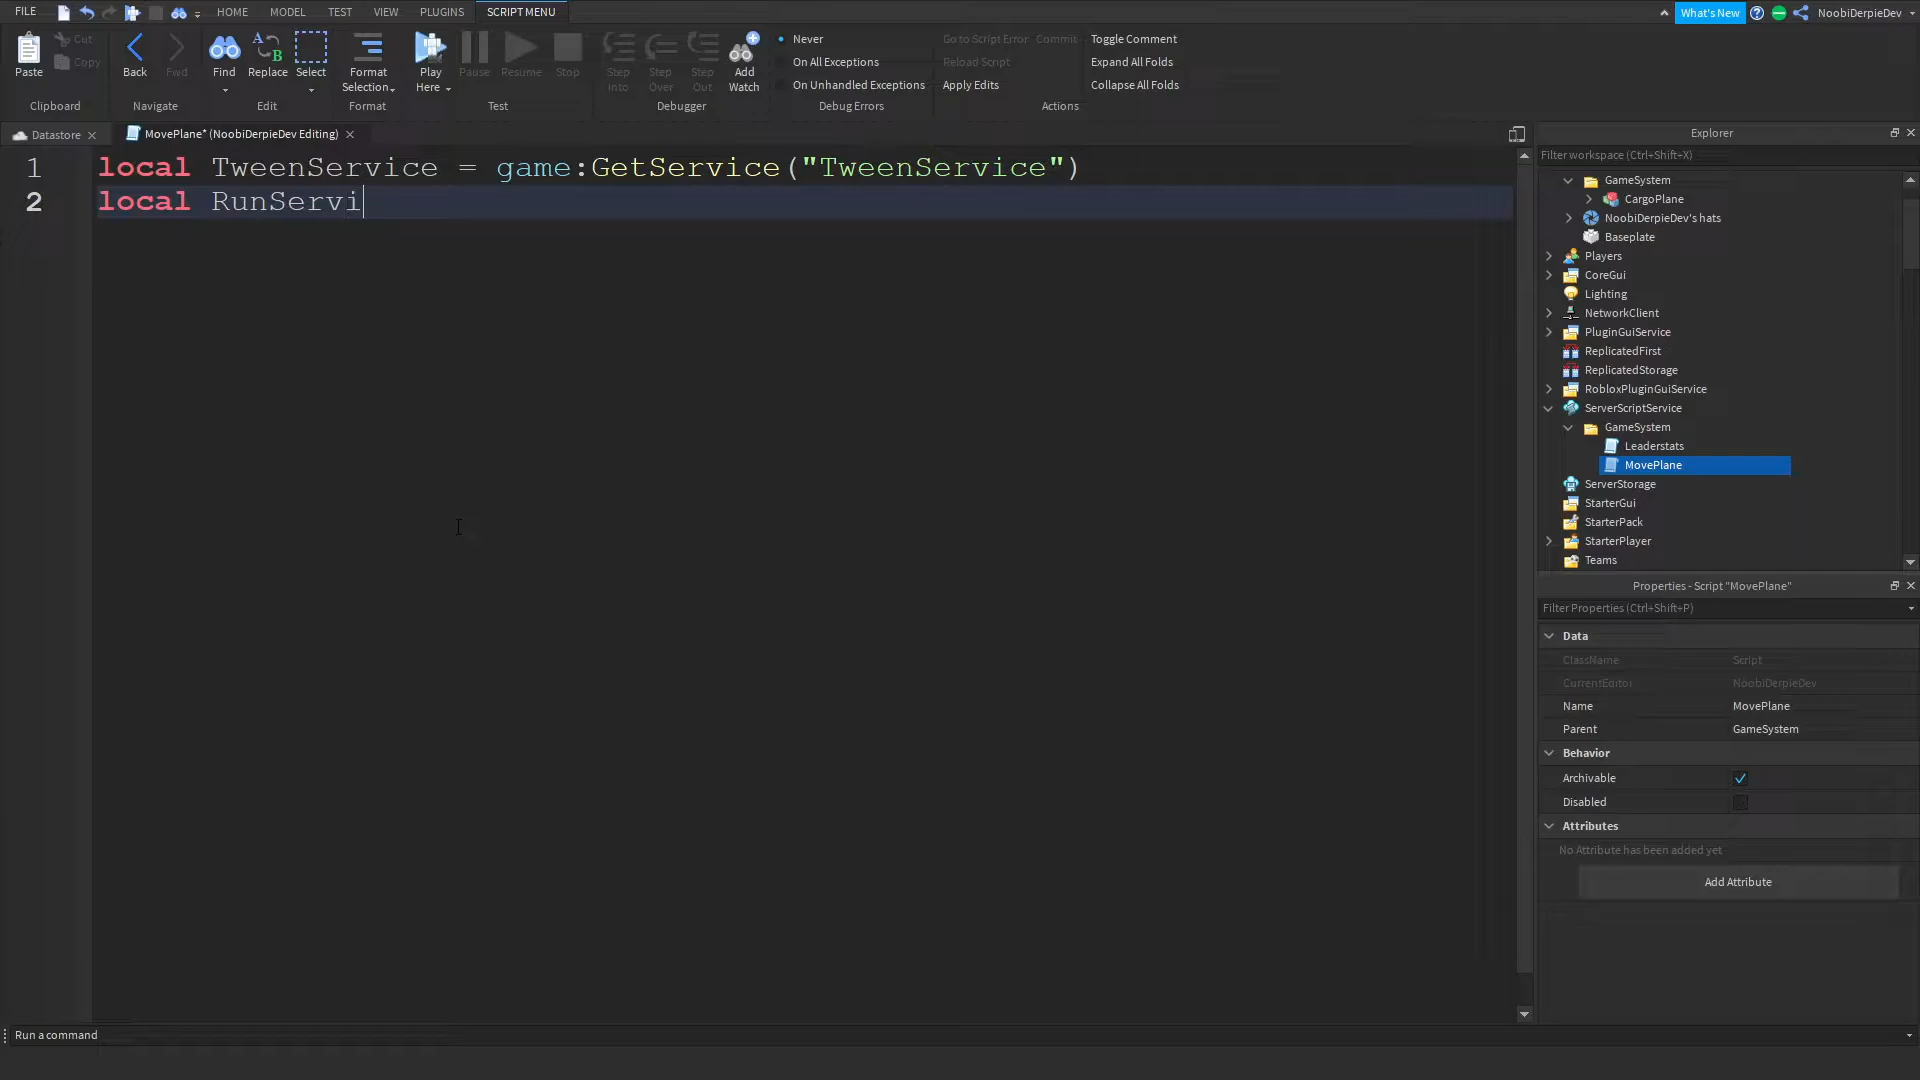 FILE
HOME
MODEL
TEST
VIEW
PLUGINS
SCRIPT MENU
What's New
NoobiDerpieDev
Paste
Cut
Copy
Clipboard
Back
Fwd
Navigate
Find
Replace
Select
Edit
Format
Selection
Format
Play
Here
Pause
Resume
Stop
Test
Step
Into
Step
Over
Step
Out
Add
Watch
Debugger
Never
On All Exceptions
On Unhandled Exceptions
Debug Errors
Go to Script Error
Commit
Reload Script
Apply Edits
Toggle Comment
Expand All Folds
Collapse All Folds
Actions
Datastore
MovePlane* (NoobiDerpieDev Editing)
1 local TweenService = game:GetService("TweenService")
2 local RunServi
Explorer
Filter workspace (Ctrl+Shift+X)
GameSystem
CargoPlane
NoobiDerpieDev's hats
Baseplate
Players
CoreGui
Lighting
NetworkClient
PluginGuiService
ReplicatedFirst
ReplicatedStorage
RobloxPluginGuiService
ServerScriptService
GameSystem
Leaderstats
MovePlane
ServerStorage
StarterGui
StarterPack
StarterPlayer
Teams
Properties - Script "MovePlane"
Filter Properties (Ctrl+Shift+P)
Data
ClassName Script
CurrentEditor NoobiDerpieDev
Name MovePlane
Parent GameSystem
Behavior
Archivable
Disabled
Attributes
No Attribute has been added yet
Add Attribute
Run a command